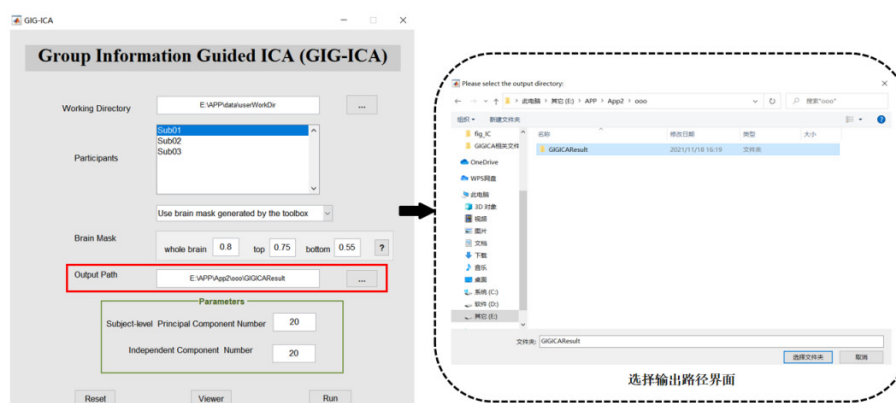 GIG-ICA
Group Information Guided ICA (GIG-ICA)
Working Directory
E:\APP\data\userWorkDir
...
Participants
Sub01
Sub02
Sub03
Use brain mask generated by the toolbox
Brain Mask
whole brain 0.8 top 0.75 bottom 0.55 ?
Output Path
E:\APP\App2\ooo\GIGICAResult
...
Parameters
Subject-level Principal Component Number 20
Independent Component Number 20
Reset Viewer Run
Please select the output directory:
此电脑 › 其它 (E:) › APP › App2 › ooo
搜索"ooo"
组织 新建文件夹
fig_IC
GIGICA相关文件
OneDrive
WPS网盘
此电脑
3D 对象
视频
图片
文档
下载
音乐
桌面
系统 (C:)
软件 (D:)
其它 (E:)
名称 修改日期 类型 大小
GIGICAResult 2021/11/18 16:19 文件夹
文件夹: GIGICAResult
选择文件夹 取消
选择输出路径界面